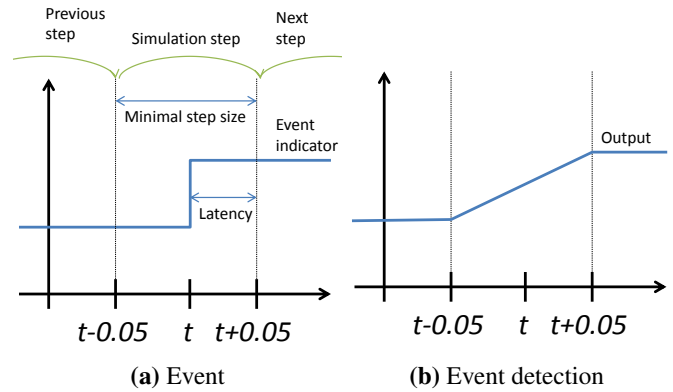 Previous
step
Simulation step
Next
step
Minimal step size
Event
indicator
Latency
t-0.05 t t+0.05
(a) Event
Output
t-0.05 t t+0.05
(b) Event detection